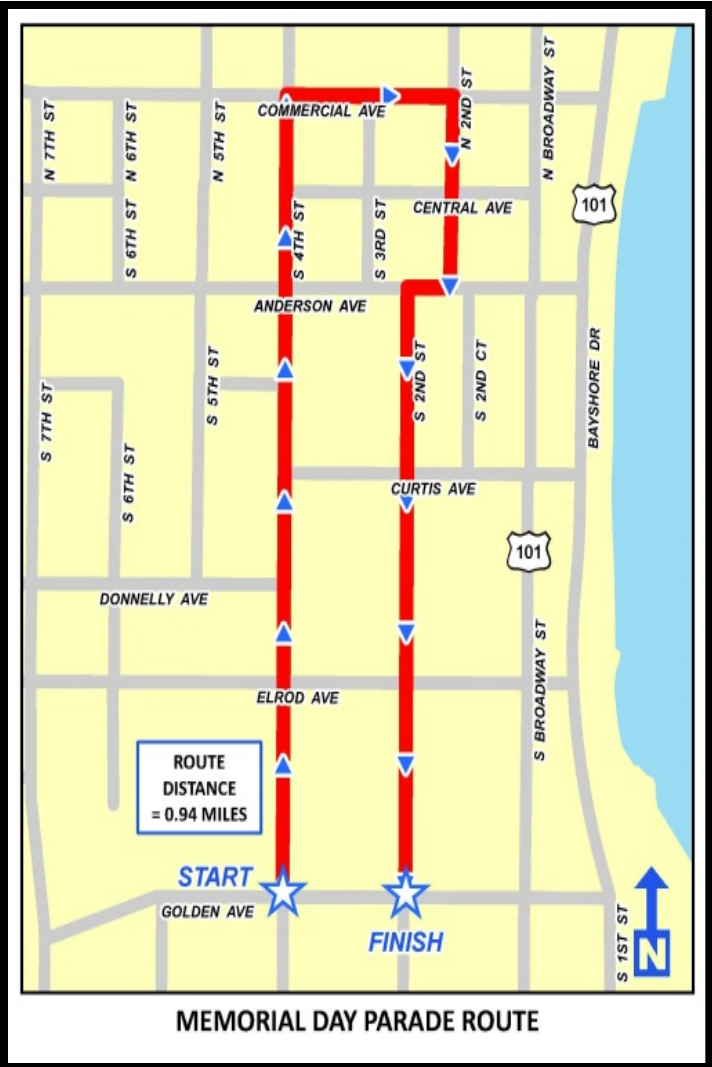 N 7TH ST
N 6TH ST
N 5TH ST
COMMERCIAL AVE
N 2ND ST
N BROADWAY ST
101
S 6TH ST
S 4TH ST
S 3RD ST
CENTRAL AVE
ANDERSON AVE
S 7TH ST
S 5TH ST
S 2ND ST
S 2ND CT
BAYSHORE DR
S 6TH ST
CURTIS AVE
101
DONNELLY AVE
S BROADWAY ST
ELROD AVE
ROUTE
DISTANCE
= 0.94 MILES
START
GOLDEN AVE
FINISH
S 1ST ST
N
MEMORIAL DAY PARADE ROUTE